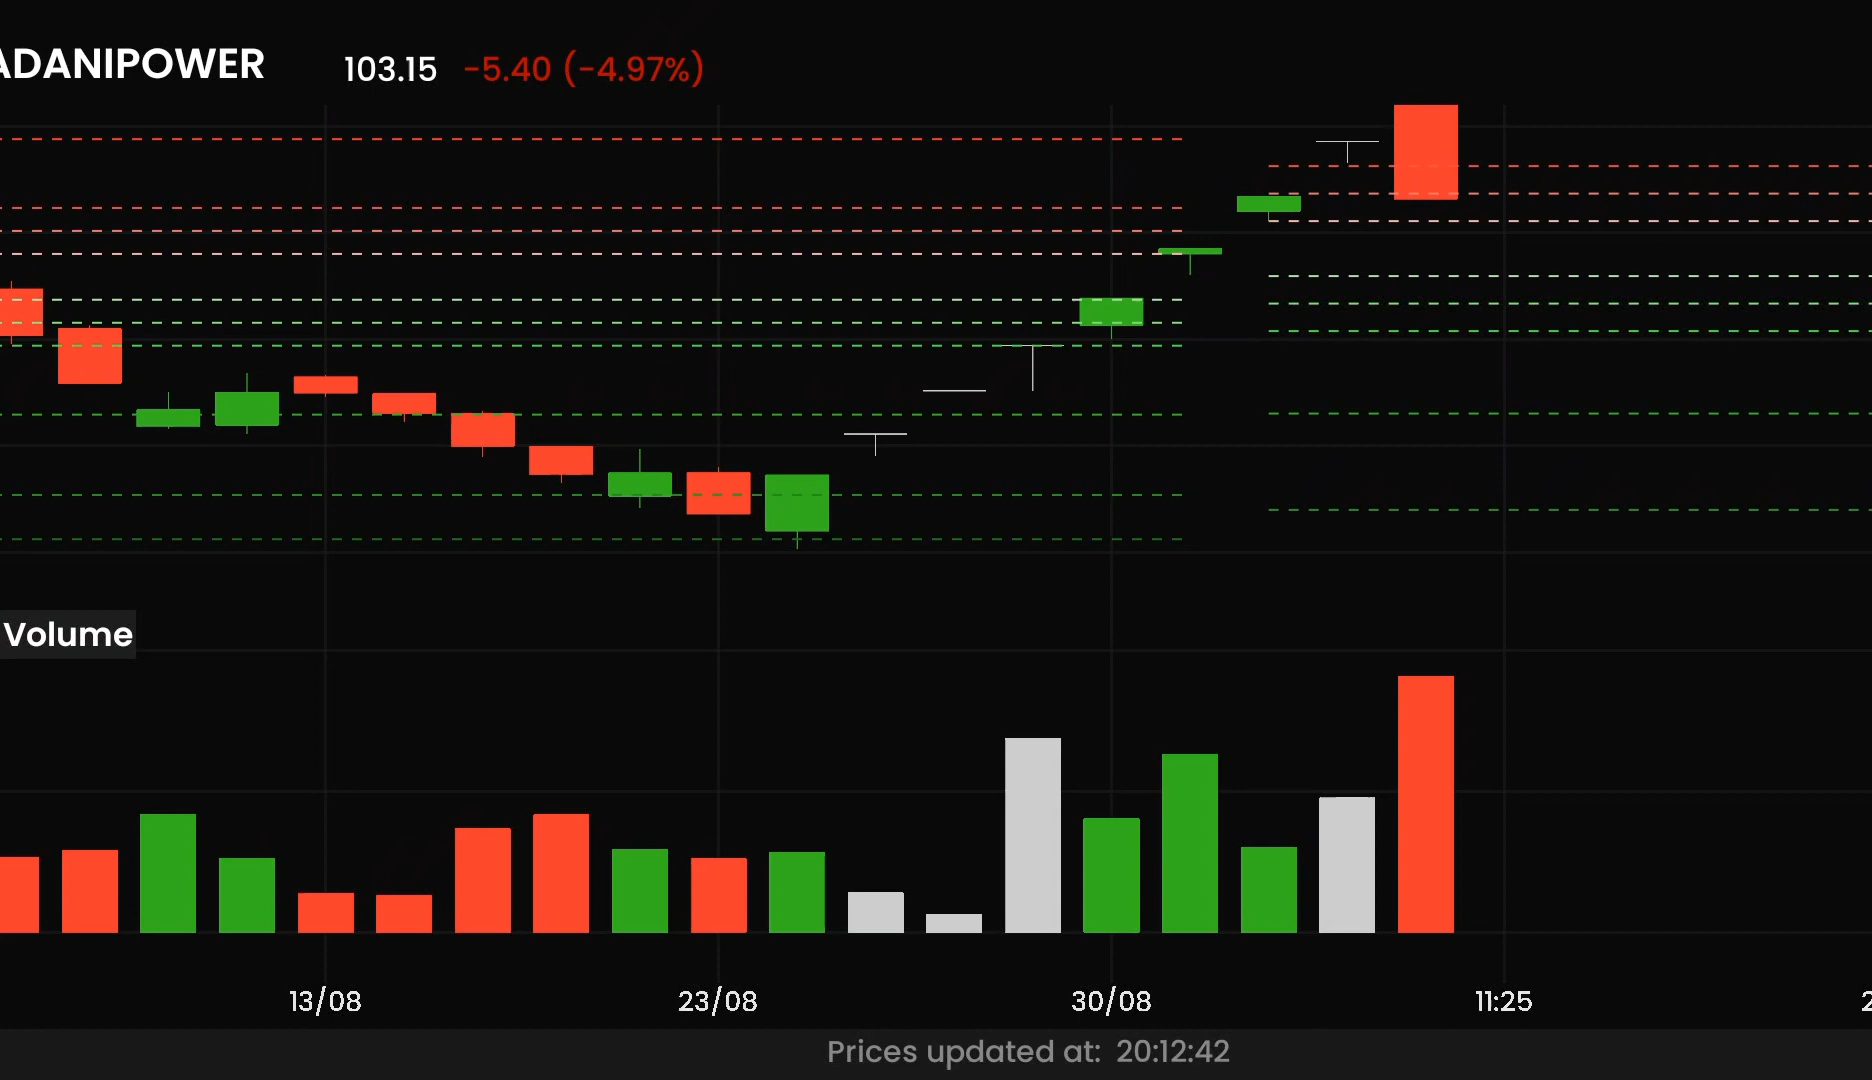 ADANIPOWER 103.15 −5.40 (−4.97%)
Volume
13/08 23/08 30/08 11:25 2
Prices updated at: 20:12:42